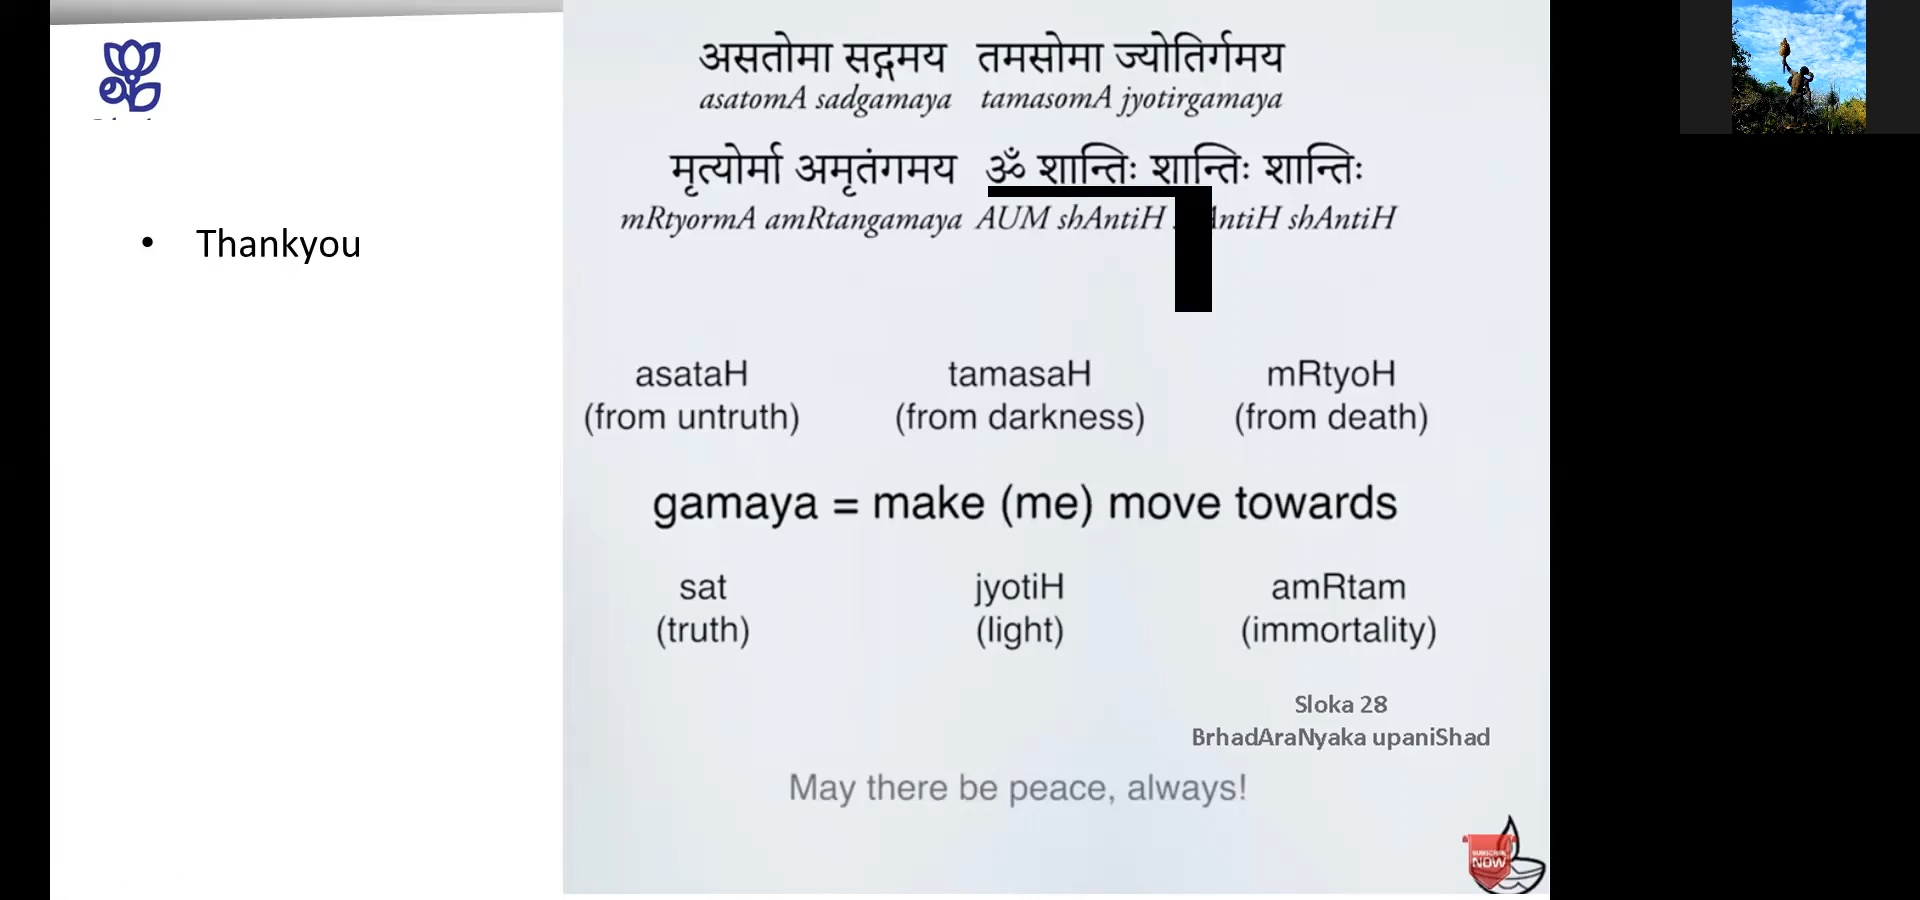 • Thankyou
असतोमा सद्गमय तमसोमा ज्योतिर्गमय
asatomA sadgamaya tamasomA jyotirgamaya
मृत्योर्मा अमृतंगमय ॐ शान्तिः शान्तिः शान्तिः
mRtyormA amRtangamaya AUM shAntiH shAntiH
asataH tamasaH mRtyoH
(from untruth) (from darkness) (from death)
gamaya = make (me) move towards
sat jyotiH amRtam
(truth) (light) (immortality)
Sloka 28
BrhadAraNyaka upaniShad
May there be peace, always!
SUBSCRIBE
NOW